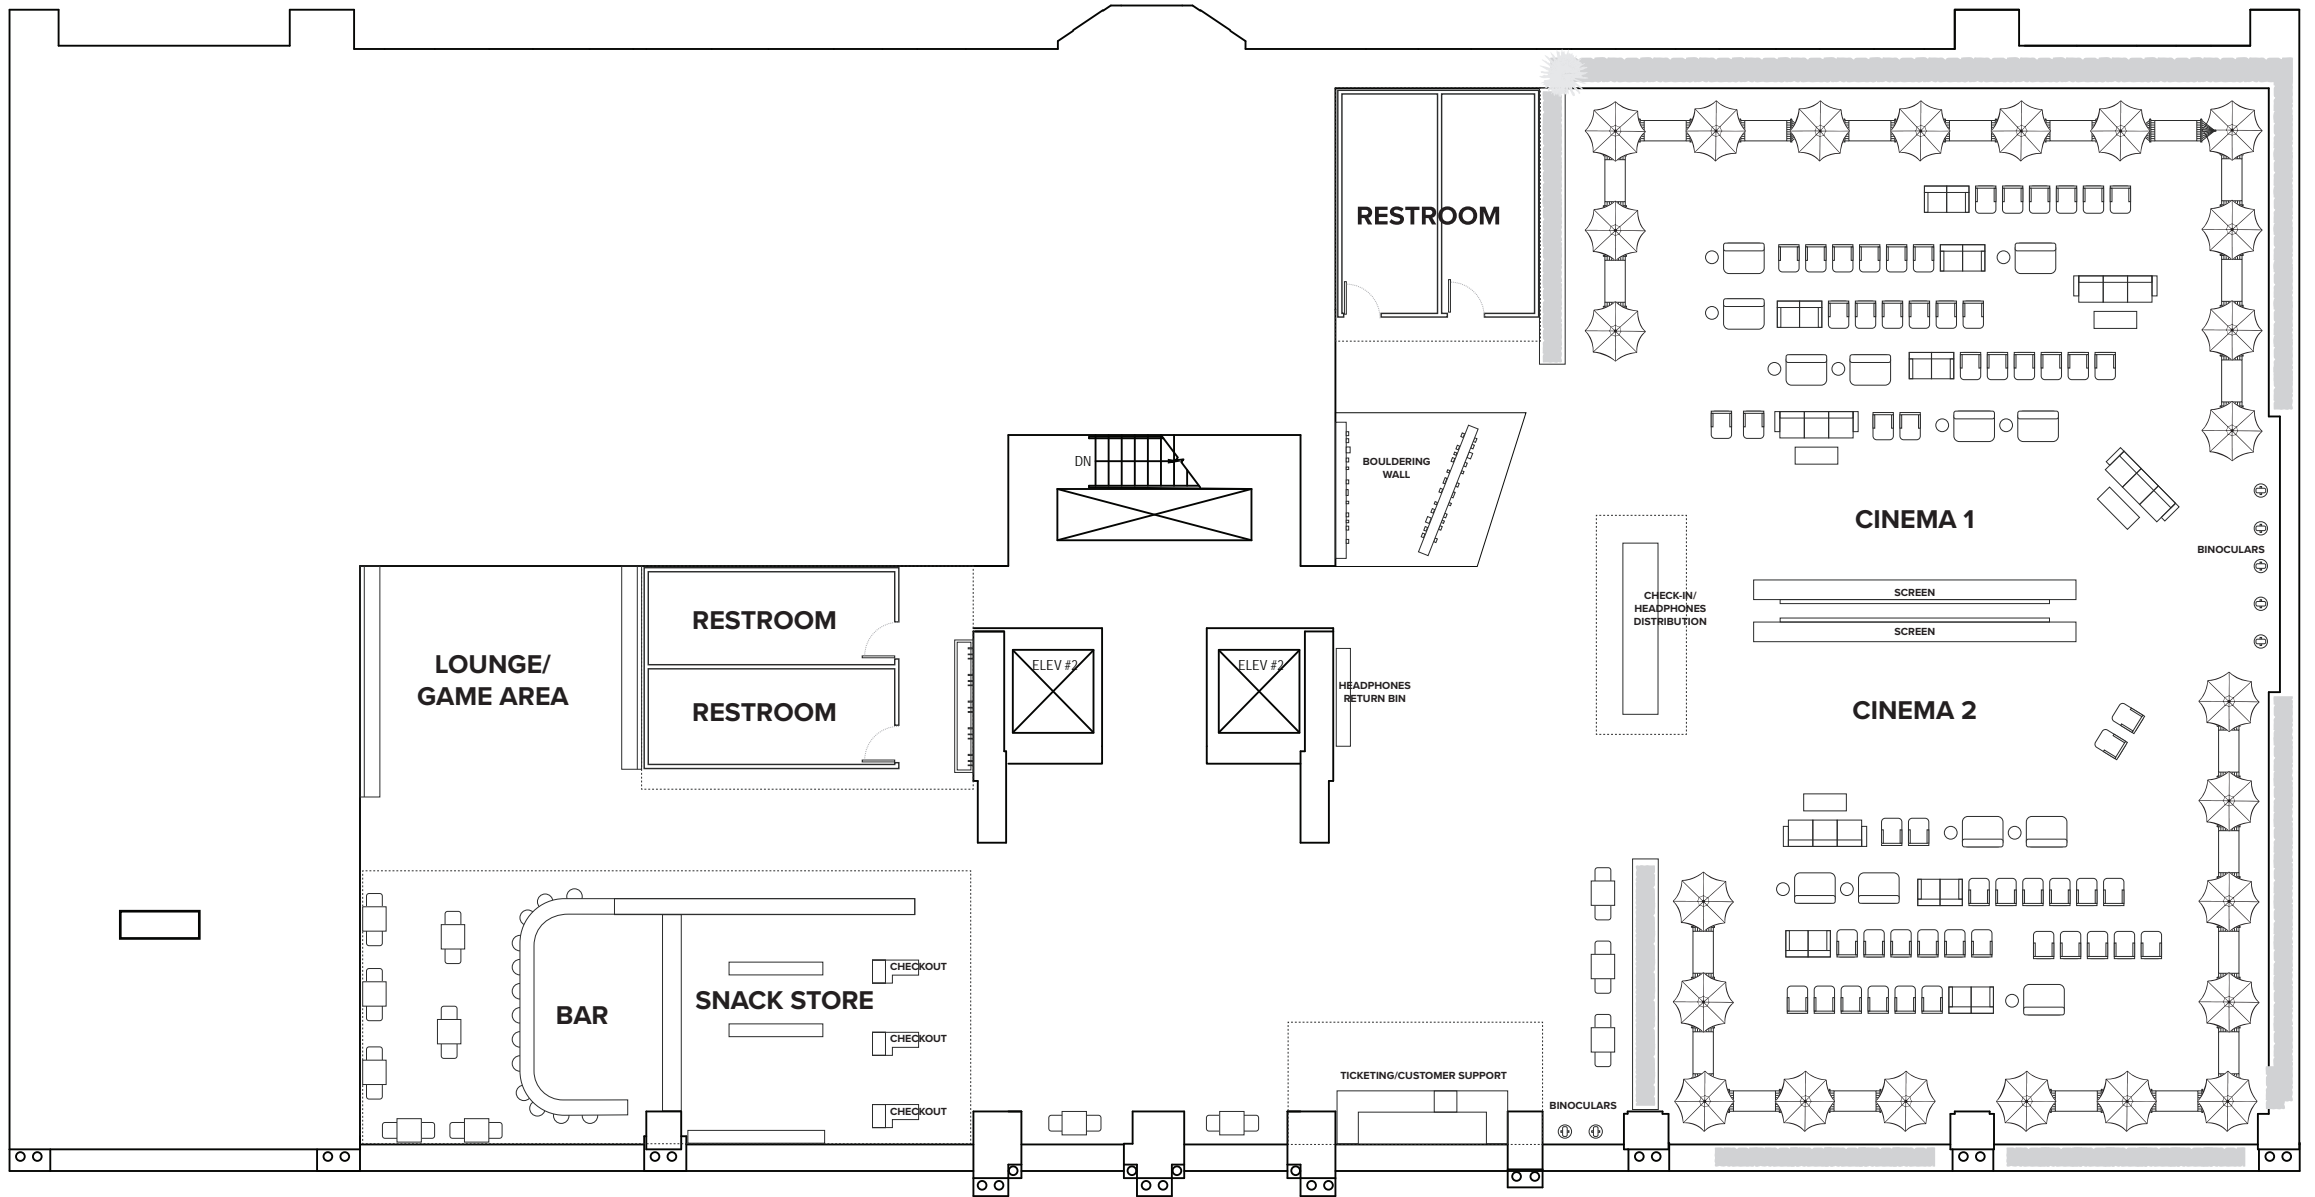 RESTROOM
DN
BOULDERING
WALL
CINEMA 1
BINOCULARS
CHECK-IN/
HEADPHONES
DISTRIBUTION
SCREEN
SCREEN
RESTROOM
LOUNGE/
GAME AREA
ELEV #2
ELEV #2
HEADPHONES
RETURN BIN
RESTROOM
CINEMA 2
CHECKOUT
SNACK STORE
BAR
CHECKOUT
TICKETING/CUSTOMER SUPPORT
CHECKOUT
BINOCULARS